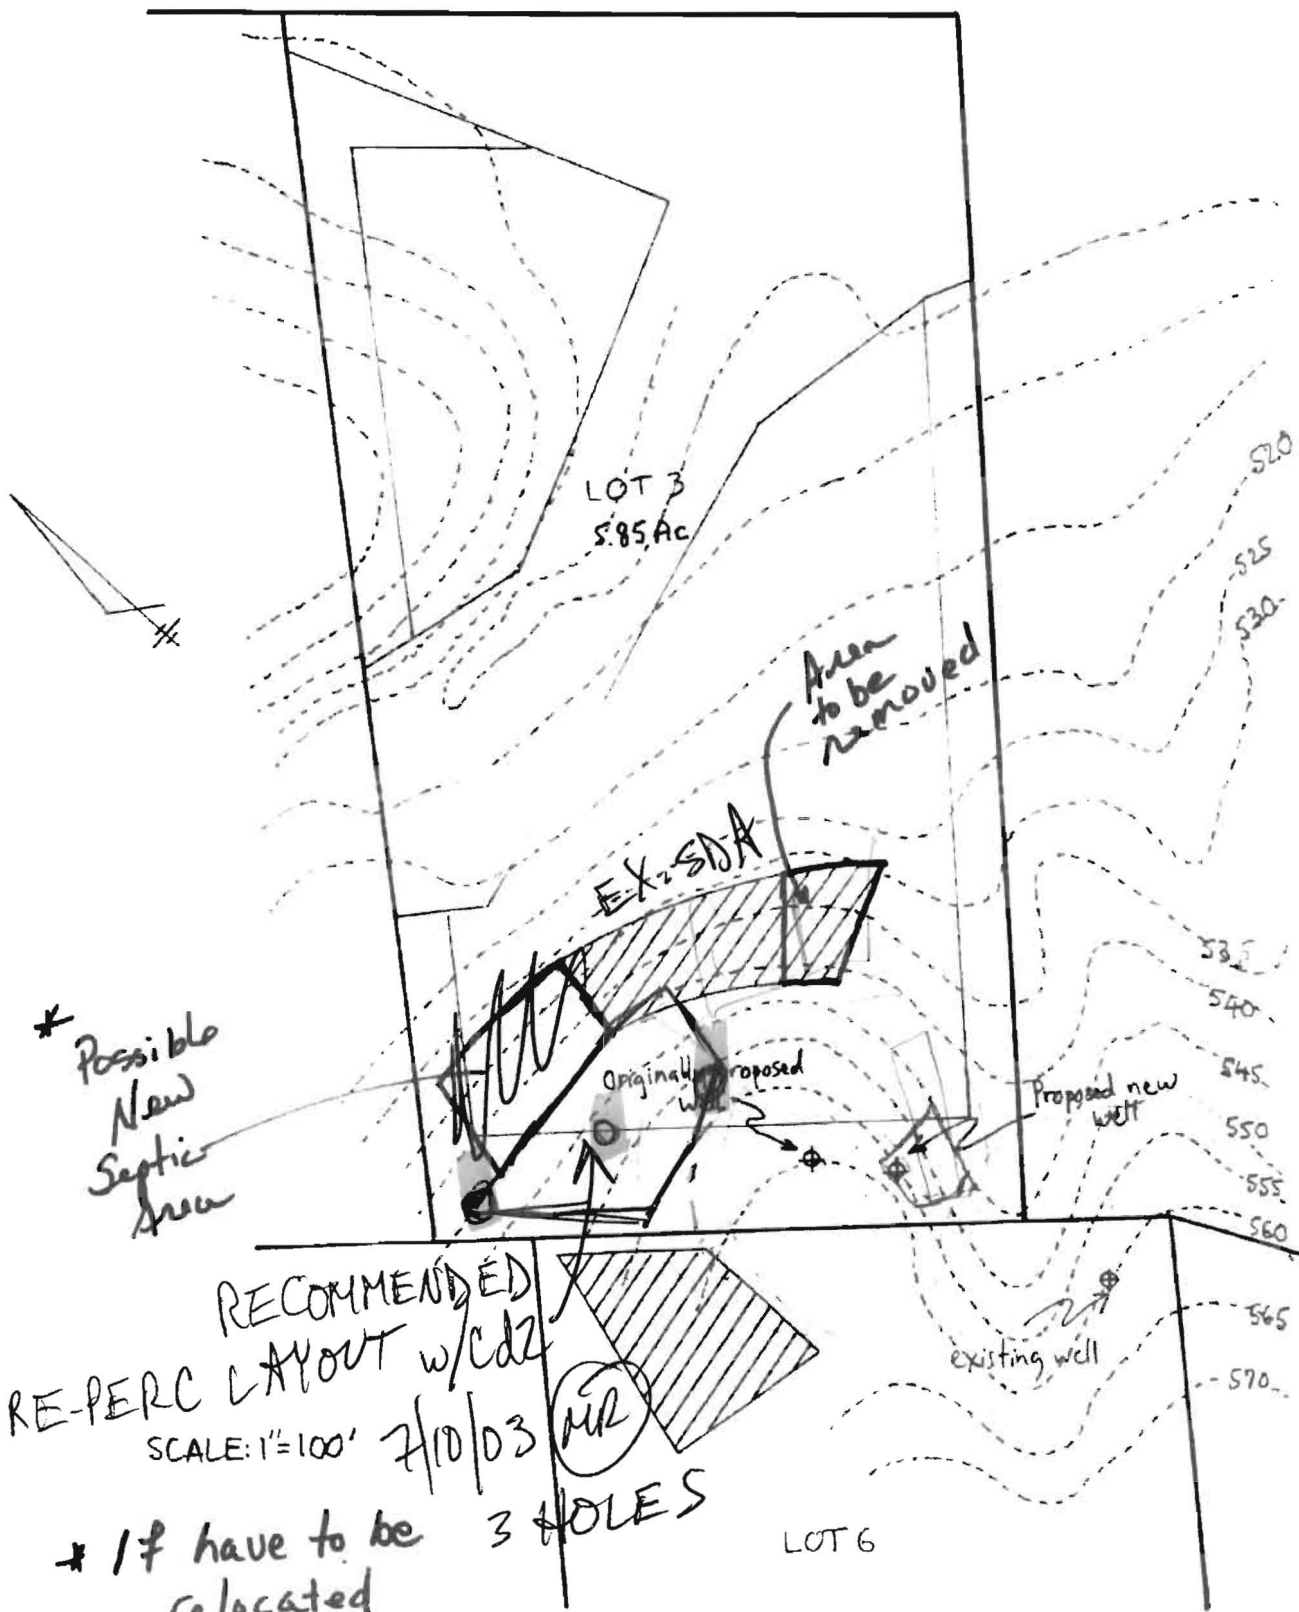 LOT 3
5.85 Ac
520
525
530
Area
to be
removed
EX. SDA
535
540
545
550
555
560
565
570
* Possible
New
Septic
Area
Originally proposed
well
Proposed new
well
existing well
RECOMMENDED
RE-PERC LAYOUT w/
SCALE: 1"=100'
7/10/03
MR
3 HOLES
* If have to be
relocated
LOT 6